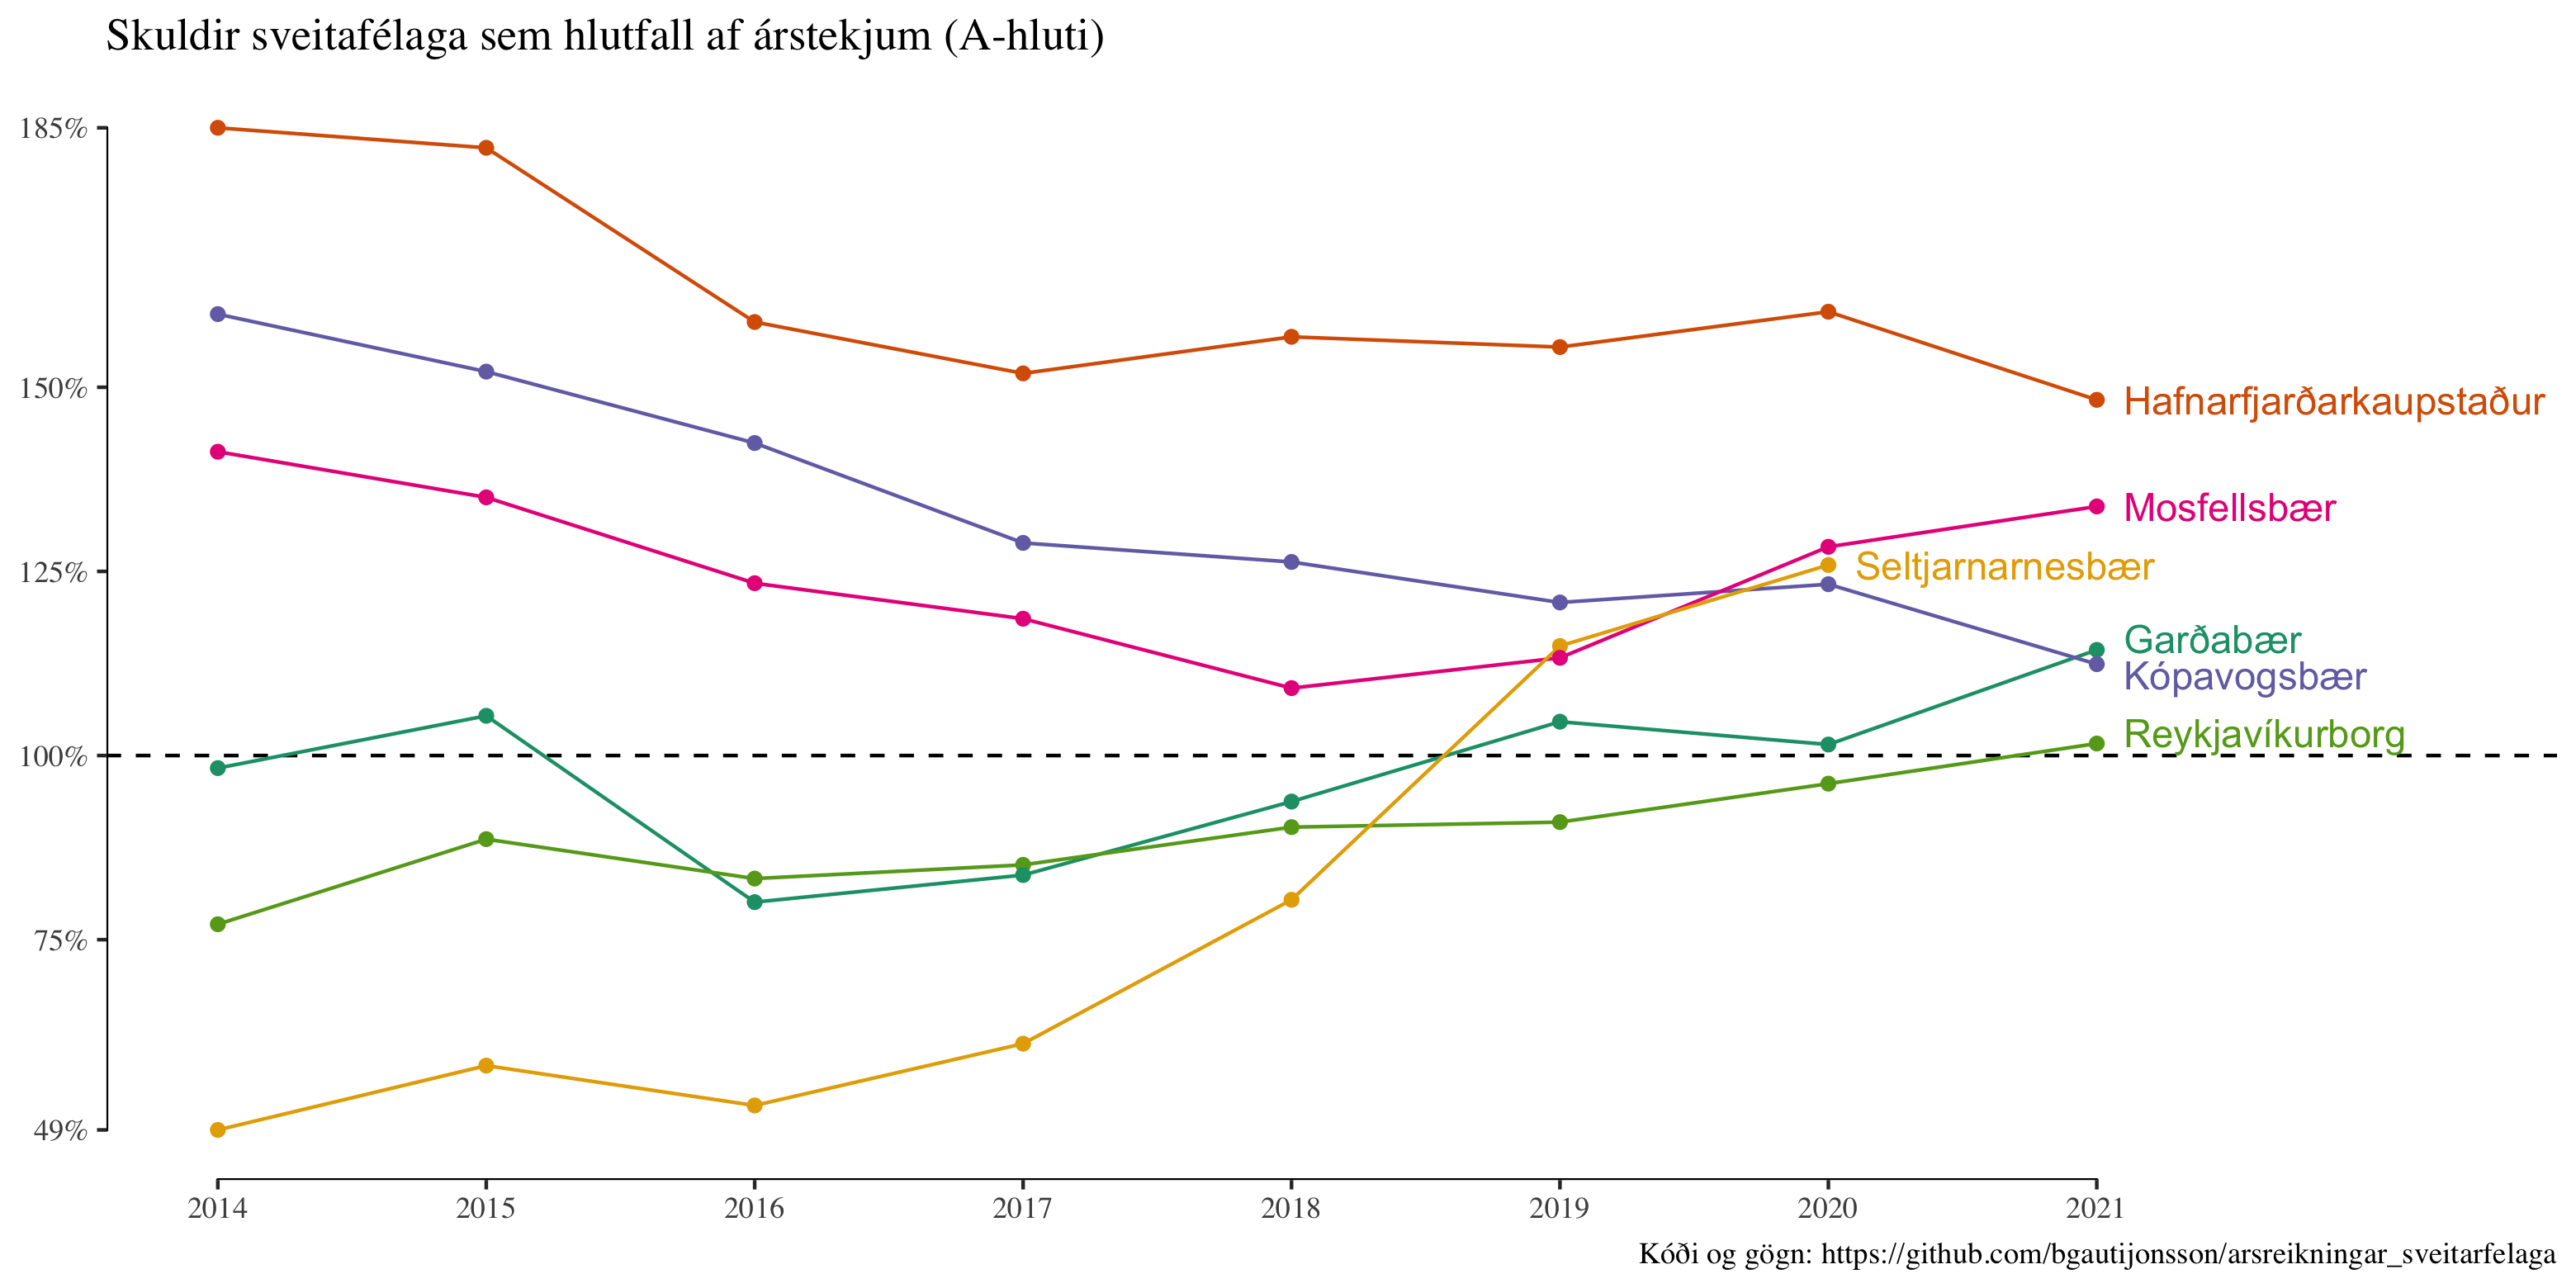 Skuldir sveitafélaga sem hlutfall af árstekjum (A-hluti)
185%
150%
125%
100%
75%
49%
Hafnarfjarðarkaupstaður
Mosfellsbær
Seltjarnarnesbær
Garðabær
Kópavogsbær
Reykjavíkurborg
2014 2015 2016 2017 2018 2019 2020 2021
Kóði og gögn: https://github.com/bgautijonsson/arsreikningar_sveitarfelaga